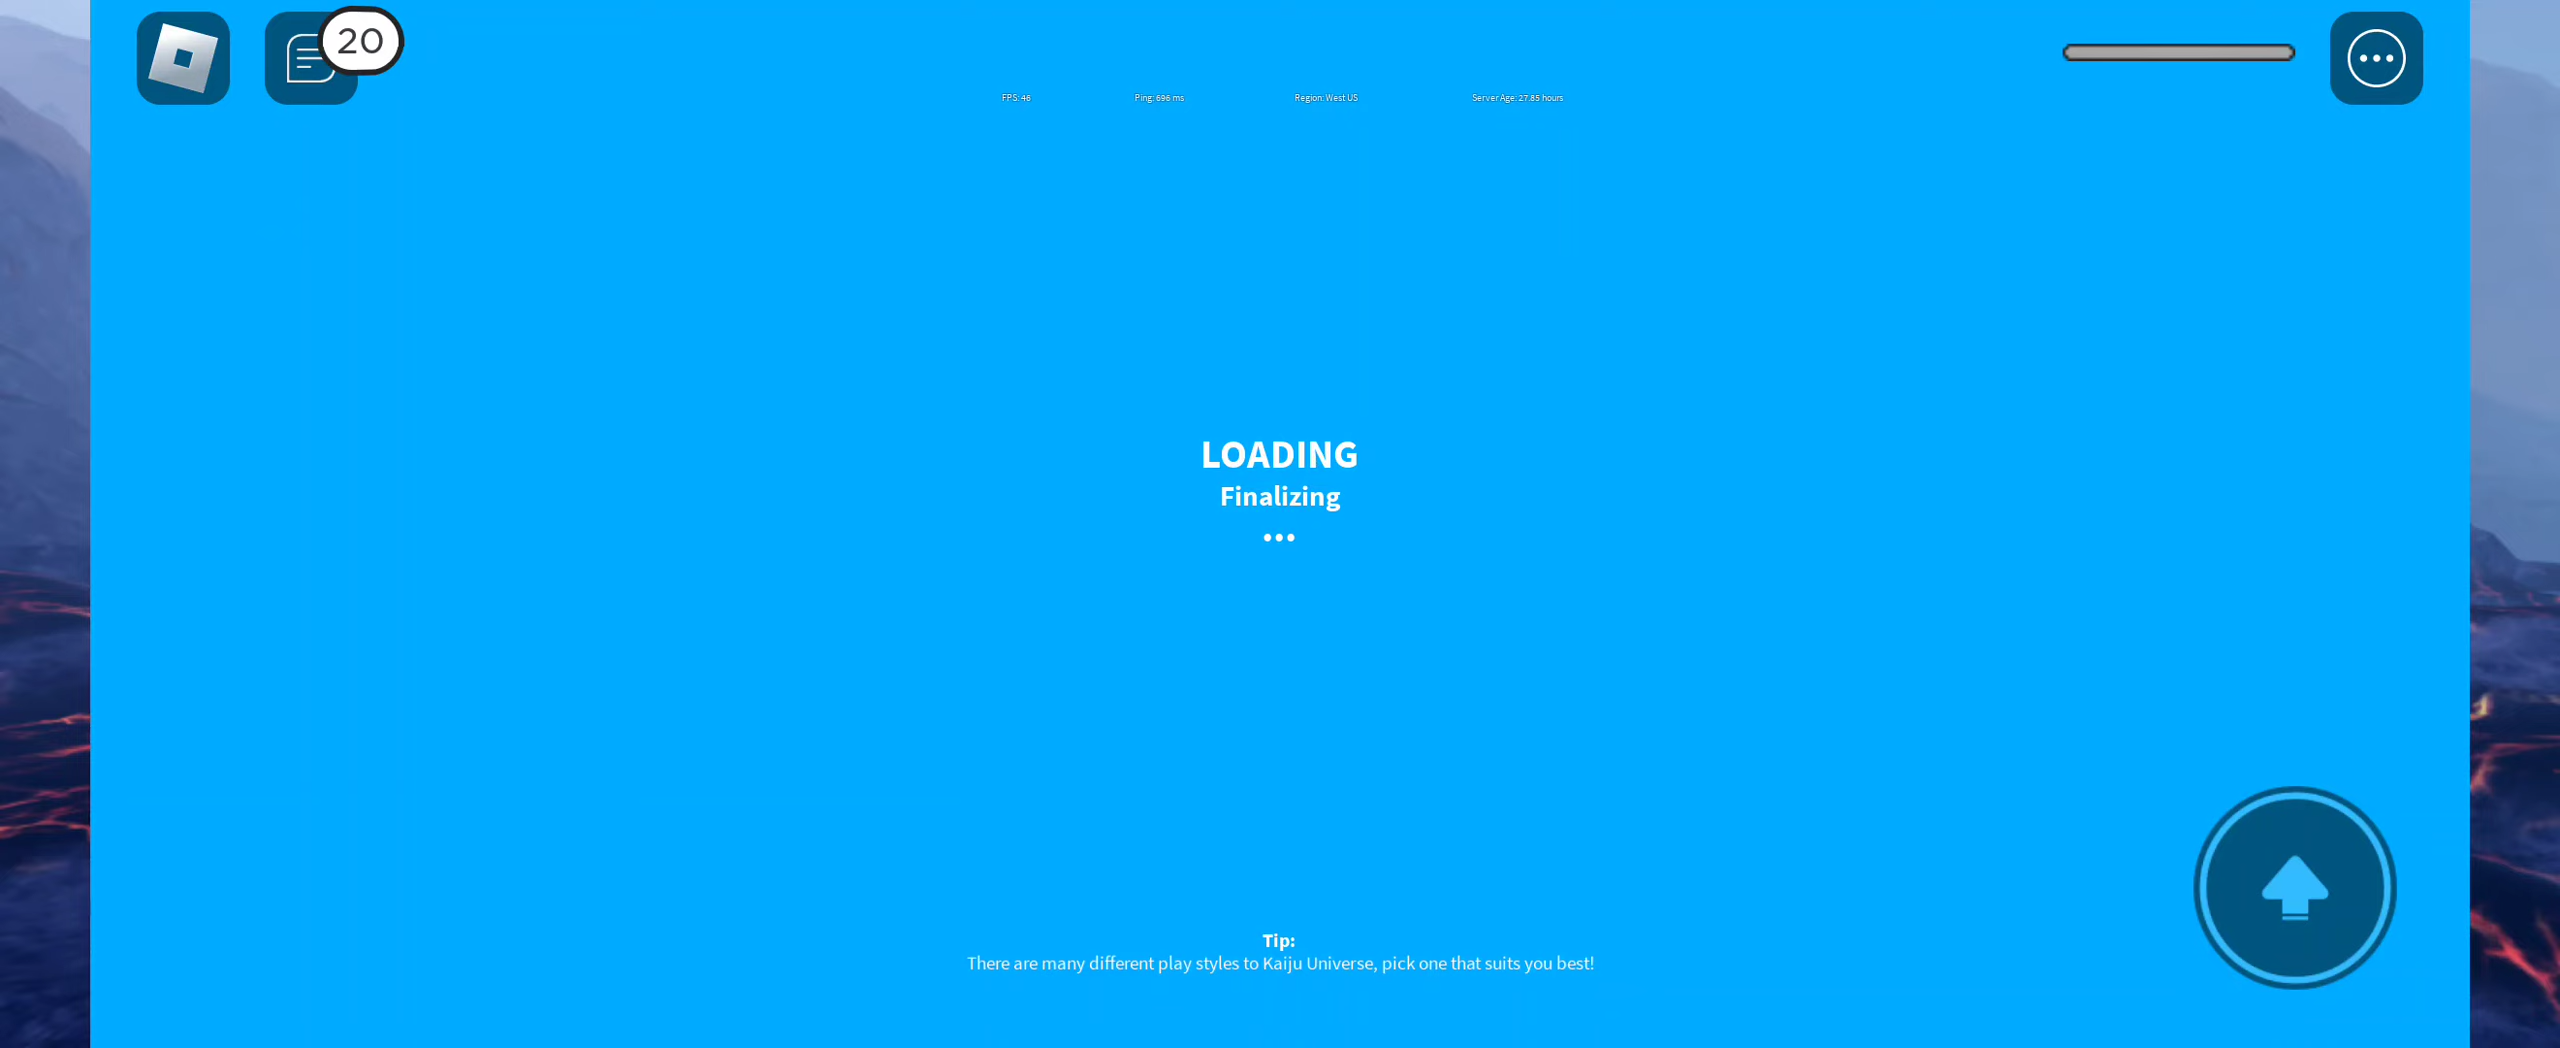 20
FPS: 46 Ping: 696 ms Region: West US Server Age: 27.85 hours
LOADING
Finalizing
•••
Tip:
There are many different play styles to Kaiju Universe, pick one that suits you best!